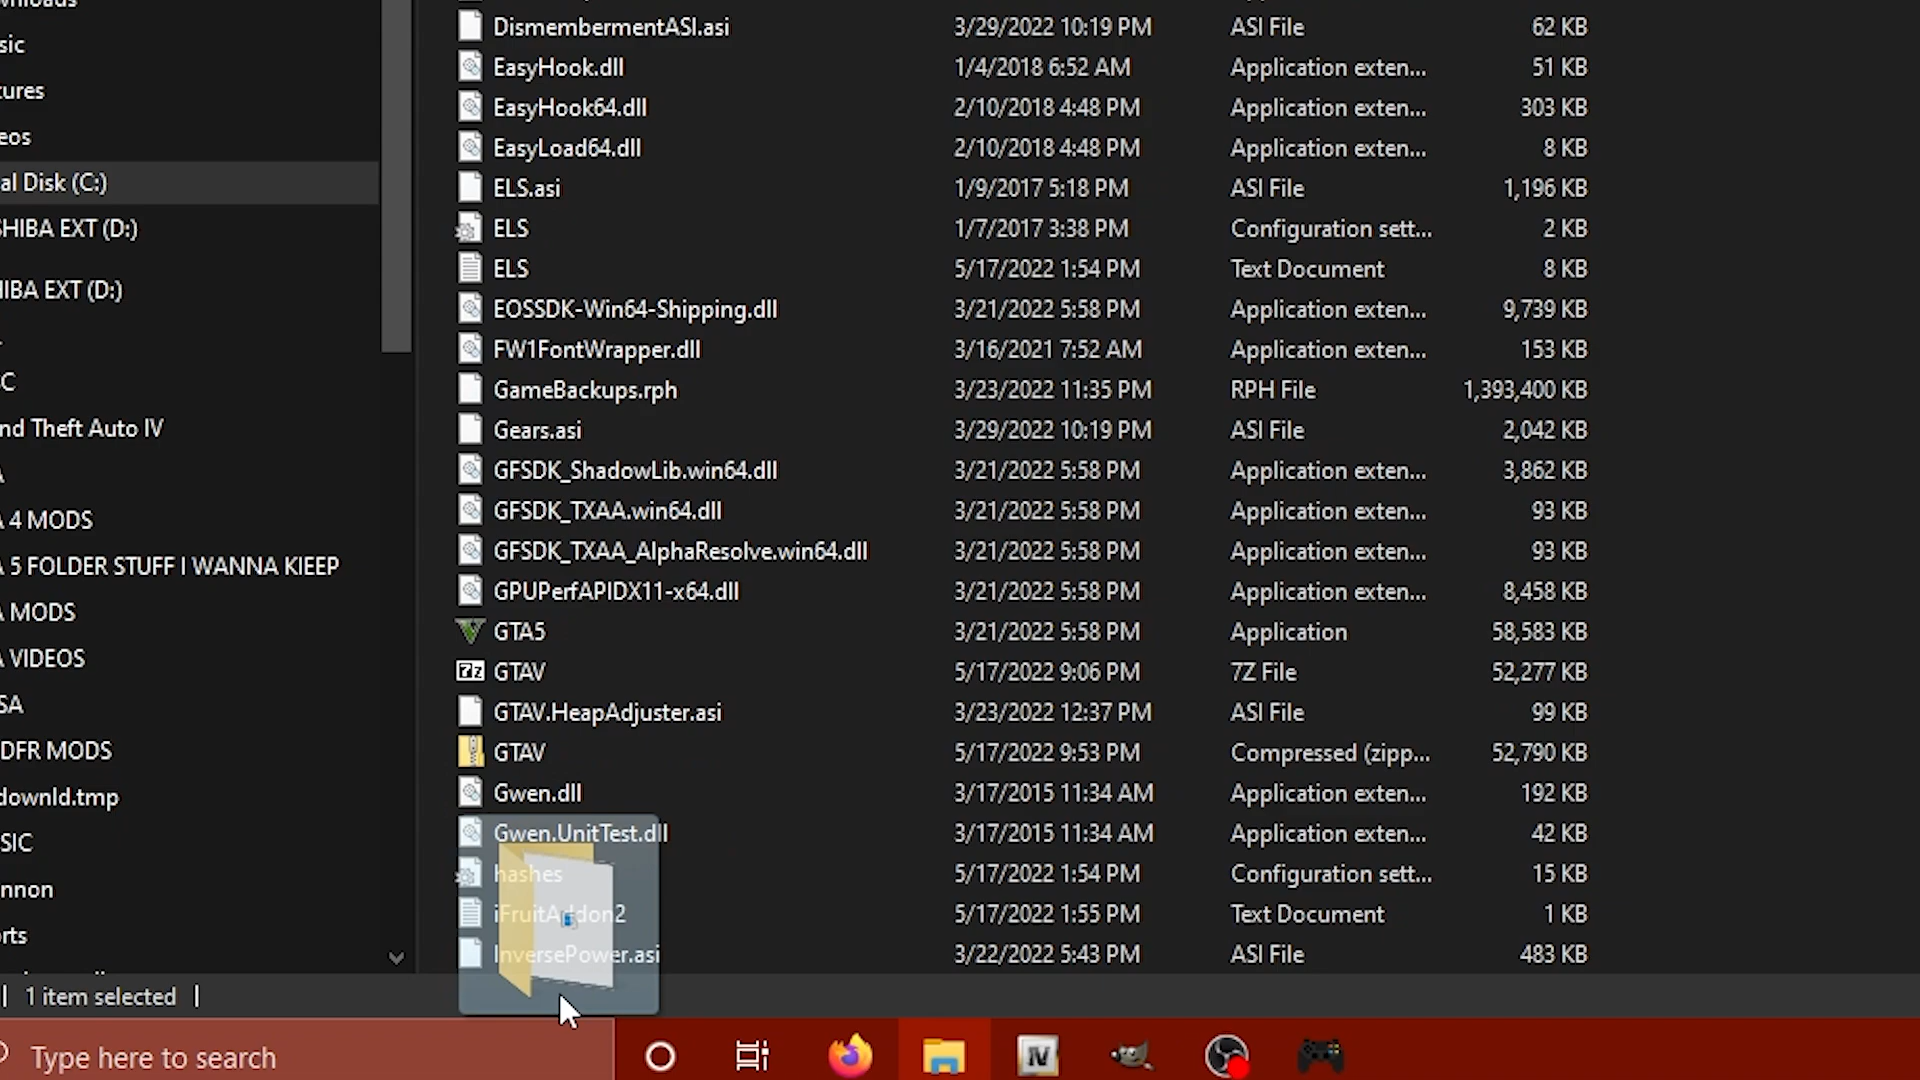 sic
tures
eos
al Disk (C:)
SHIBA EXT (D:)
HIBA EXT (D:)
C
nd Theft Auto IV
A
A 4 MODS
A 5 FOLDER STUFF I WANNA KIEEP
A MODS
A VIDEOS
SA
DFR MODS
downld.tmp
SIC
nnon
rts
DismembermentASI.asi 3/29/2022 10:19 PM ASI File 62 KB
EasyHook.dll 1/4/2018 6:52 AM Application exten... 51 KB
EasyHook64.dll 2/10/2018 4:48 PM Application exten... 303 KB
EasyLoad64.dll 2/10/2018 4:48 PM Application exten... 8 KB
ELS.asi 1/9/2017 5:18 PM ASI File 1,196 KB
ELS 1/7/2017 3:38 PM Configuration sett... 2 KB
ELS 5/17/2022 1:54 PM Text Document 8 KB
EOSSDK-Win64-Shipping.dll 3/21/2022 5:58 PM Application exten... 9,739 KB
FW1FontWrapper.dll 3/16/2021 7:52 AM Application exten... 153 KB
GameBackups.rph 3/23/2022 11:35 PM RPH File 1,393,400 KB
Gears.asi 3/29/2022 10:19 PM ASI File 2,042 KB
GFSDK_ShadowLib.win64.dll 3/21/2022 5:58 PM Application exten... 3,862 KB
GFSDK_TXAA.win64.dll 3/21/2022 5:58 PM Application exten... 93 KB
GFSDK_TXAA_AlphaResolve.win64.dll 3/21/2022 5:58 PM Application exten... 93 KB
GPUPerfAPIDX11-x64.dll 3/21/2022 5:58 PM Application exten... 8,458 KB
GTA5 3/21/2022 5:58 PM Application 58,583 KB
7z GTAV 5/17/2022 9:06 PM 7Z File 52,277 KB
GTAV.HeapAdjuster.asi 3/23/2022 12:37 PM ASI File 99 KB
GTAV 5/17/2022 9:53 PM Compressed (zipp... 52,790 KB
Gwen.dll 3/17/2015 11:34 AM Application exten... 192 KB
Gwen.UnitTest.dll 3/17/2015 11:34 AM Application exten... 42 KB
hashes 5/17/2022 1:54 PM Configuration sett... 15 KB
iFruitAddon2 5/17/2022 1:55 PM Text Document 1 KB
InversePower.asi 3/22/2022 5:43 PM ASI File 483 KB
1 item selected
Type here to search
IV